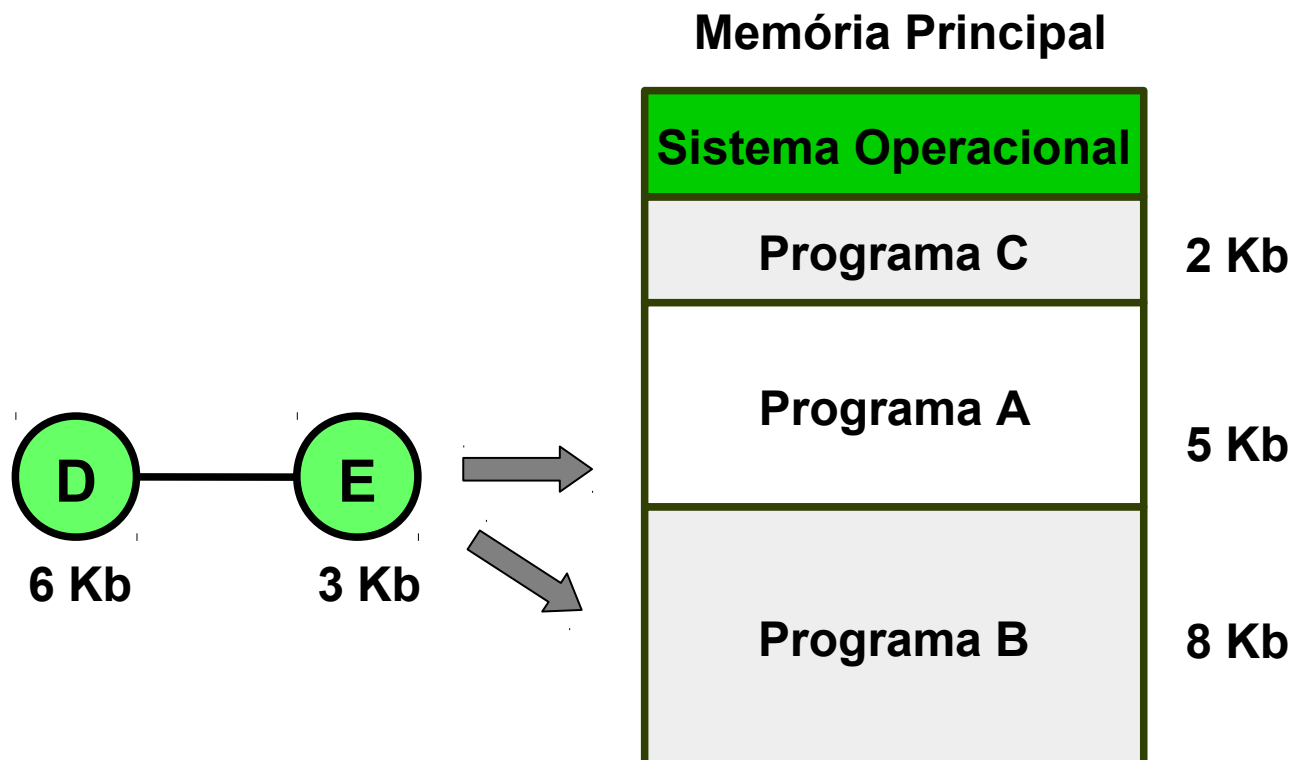 Memória Principal
Sistema Operacional
Programa C
2 Kb
Programa A
5 Kb
D
E
6 Kb
3 Kb
Programa B
8 Kb